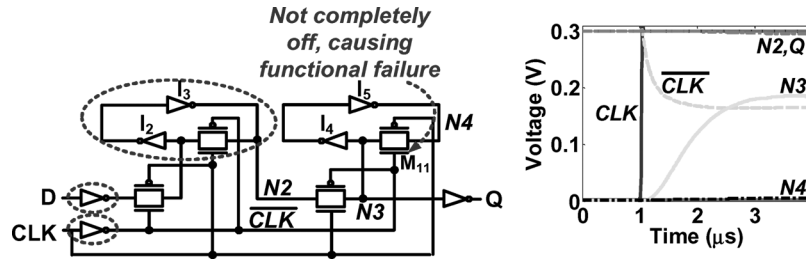 Not completely
off, causing
functional failure
I3
I5
I2
I4
N4
M11
D
N2
CLK
N3
Q
CLK
Voltage (V)
0.3
0.2
0.1
0
N2,Q
CLK
CLK
N3
N4
0 1 2 3
Time (μs)